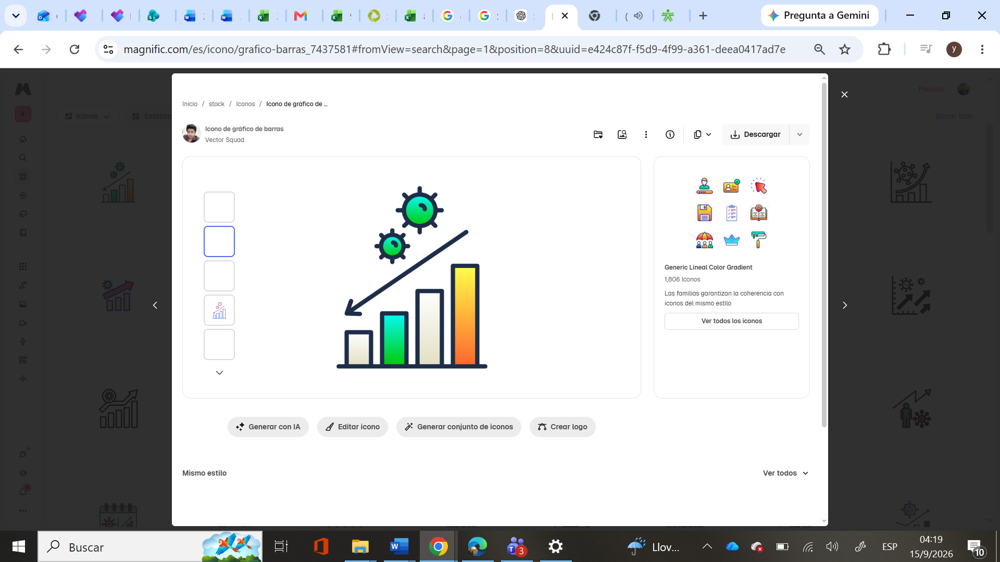 Pregunta a Gemini
magnific.com/es/icono/grafico-barras_7437581#fromView=search&page=1&position=8&uuid=e424c87f-f5d9-4f99-a361-deea0417ad7e
y
Precios
Iconos
Estático
Borrar todo
Inicio / stock / Iconos / Icono de gráfico de ...
Icono de gráfico de barras
Vector Squad
Descargar
Generic Lineal Color Gradient
1,806 Iconos
Las familias garantizan la coherencia con
iconos del mismo estilo
Ver todos los iconos
Generar con IA
Editar icono
Generar conjunto de iconos
Crear logo
Mismo estilo
Ver todos
Buscar
3
Llov...
ESP
04:19
15/9/2026
10